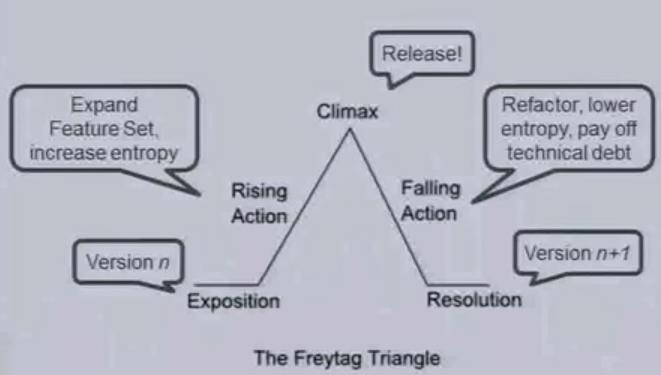 Release!
Expand
Feature Set,
increase entropy
Climax
Refactor, lower
entropy, pay off
technical debt
Rising
Action
Falling
Action
Version n
Version n+1
Exposition
Resolution
The Freytag Triangle